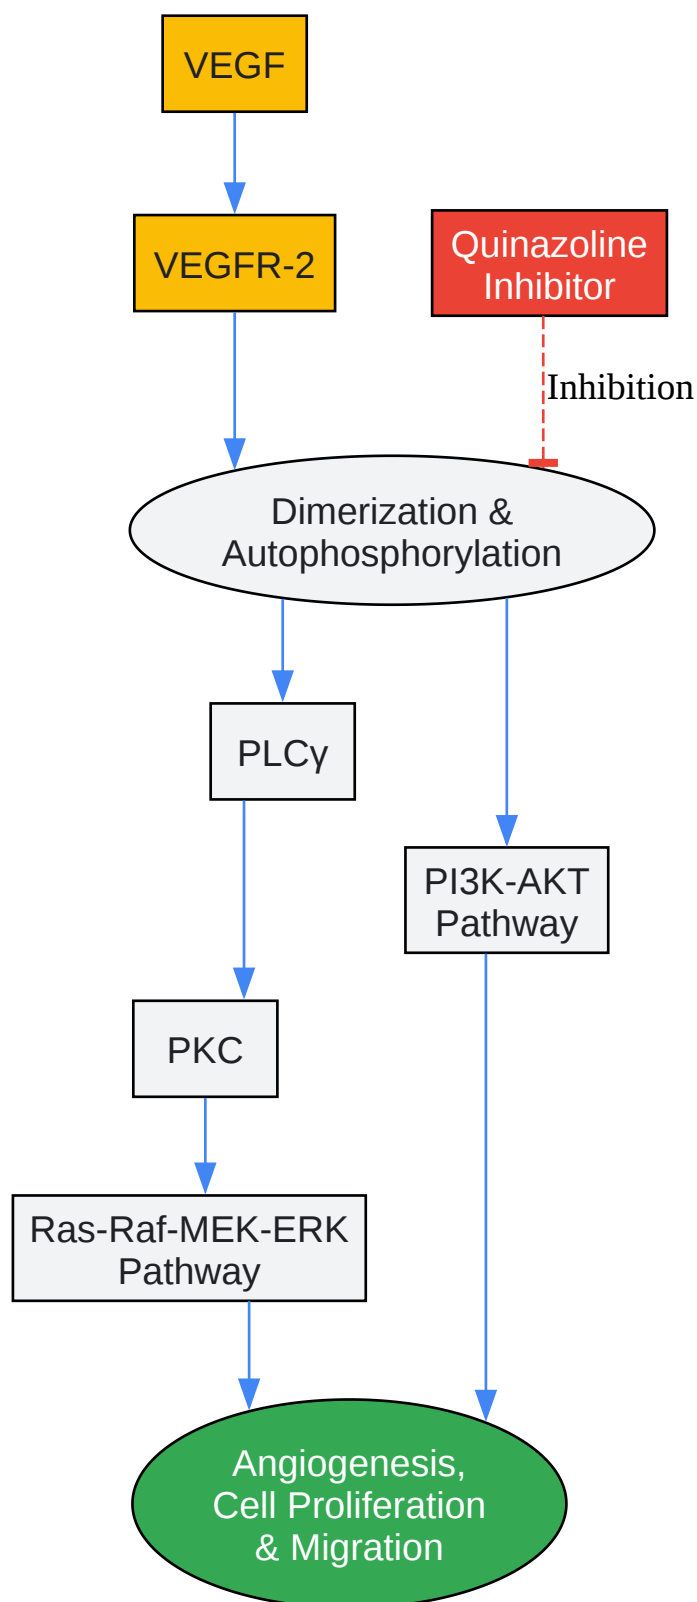 VEGF
VEGFR-2
Quinazoline
Inhibitor
Inhibition
Dimerization &
Autophosphorylation
PLCγ
PI3K-AKT
Pathway
PKC
Ras-Raf-MEK-ERK
Pathway
Angiogenesis,
Cell Proliferation
& Migration